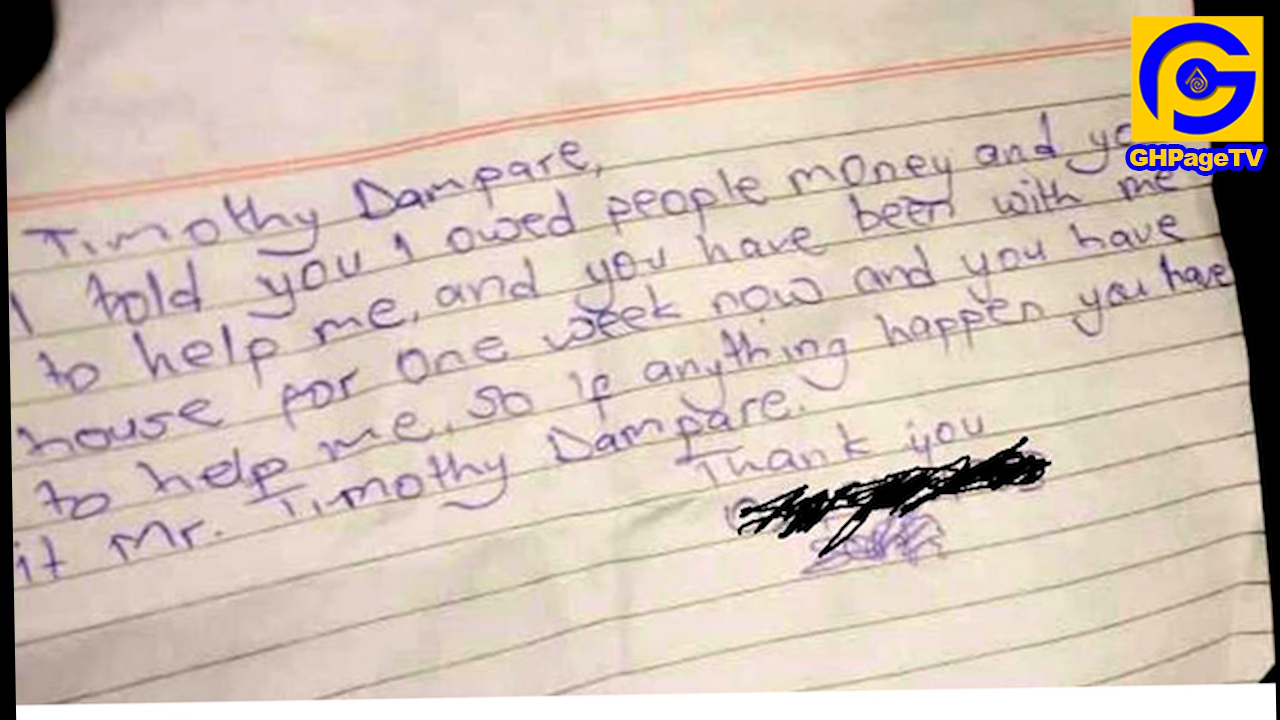 GHPageTV
Timothy Dampare,
I told you I owed people money and yo
to help me, and you have been with me
house for one week now and you have
to help me, so if anything happen you have
it Mr. Timothy Dampare.
Thank you